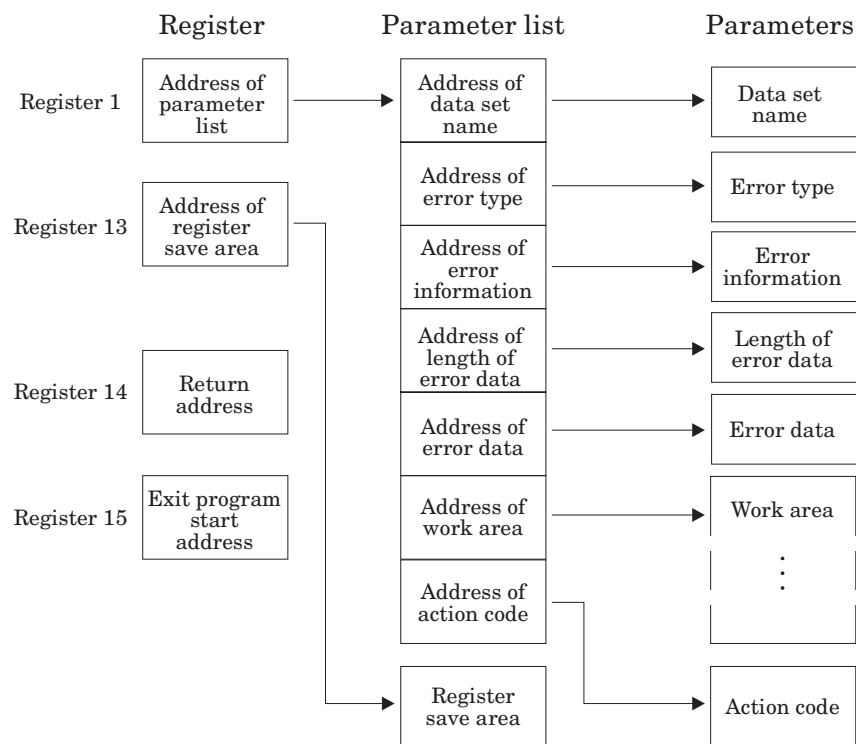 Register
Parameter list
Parameters
Register 1
Address of
parameter
list
Address of
data set
name
Data set
name
Address of
error type
Error type
Register 13
Address of
register
save area
Address of
error
information
Error
information
Address of
length of
error data
Length of
error data
Register 14
Return
address
Address of
error data
Error data
Register 15
Exit program
start
address
Address of
work area
Work area
Address of
action code
Register
save area
Action code